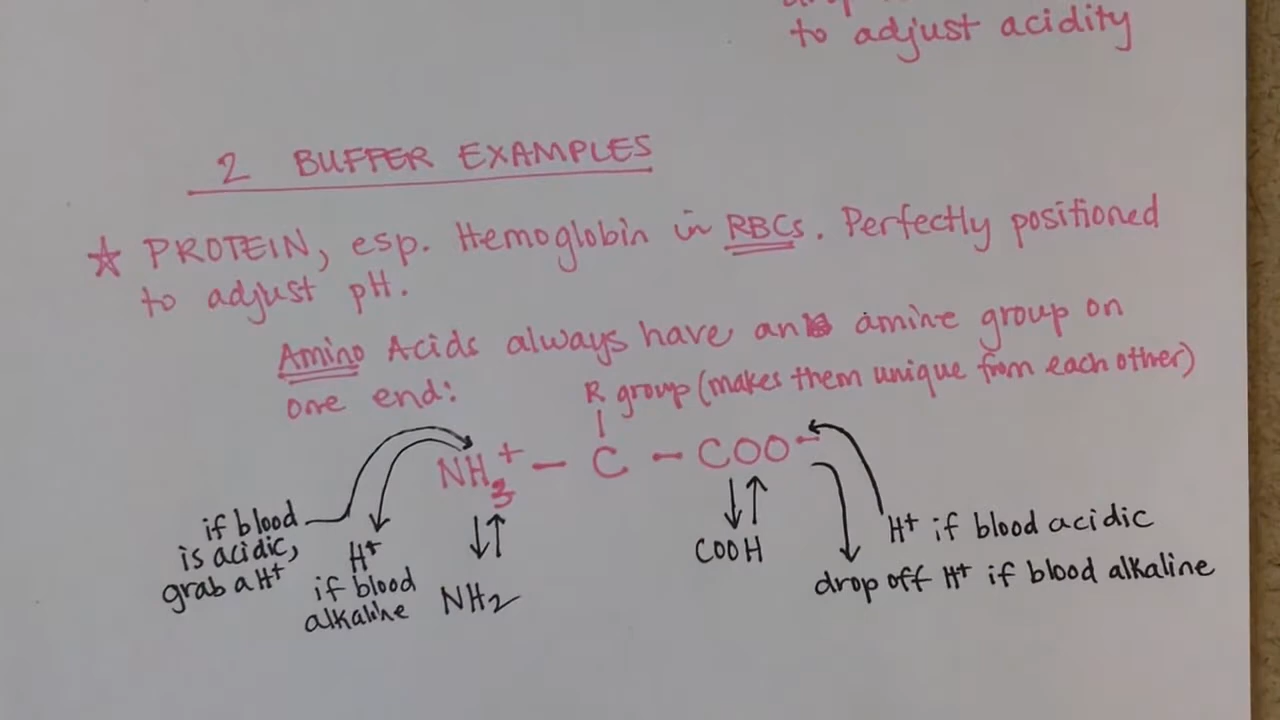 to adjust acidity
2 BUFFER EXAMPLES
☆ PROTEIN, esp. Hemoglobin in RBCs. Perfectly positioned
to adjust pH.
Amino Acids always have an amine group on
one end:
R group (makes them unique from each other)
NH3+ – C – COO-
if blood
is acidic,
grab a H+
H+
if blood
alkaline
NH2
COOH
H+ if blood acidic
drop off H+ if blood alkaline